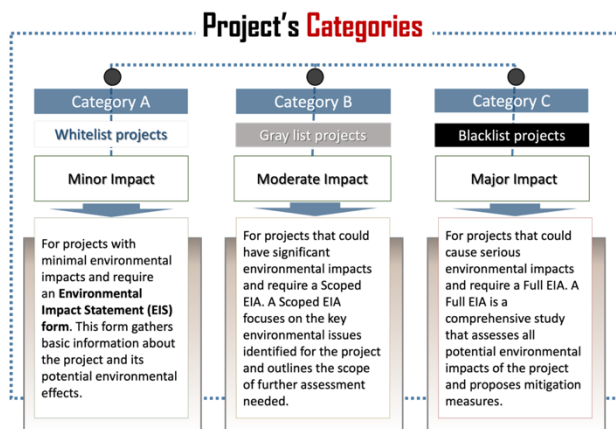 Project's Categories
Category A
Whitelist projects
Minor Impact
For projects with
minimal environmental
impacts and require
an Environmental
Impact Statement (EIS)
form. This form gathers
basic information about
the project and its
potential environmental
effects.
Category B
Gray list projects
Moderate Impact
For projects that could
have significant
environmental impacts
and require a Scoped
EIA. A Scoped EIA
focuses on the key
environmental issues
identified for the project
and outlines the scope
of further assessment
needed.
Category C
Blacklist projects
Major Impact
For projects that could
cause serious
environmental impacts
and require a Full EIA. A
Full EIA is a
comprehensive study
that assesses all
potential environmental
impacts of the project
and proposes mitigation
measures.